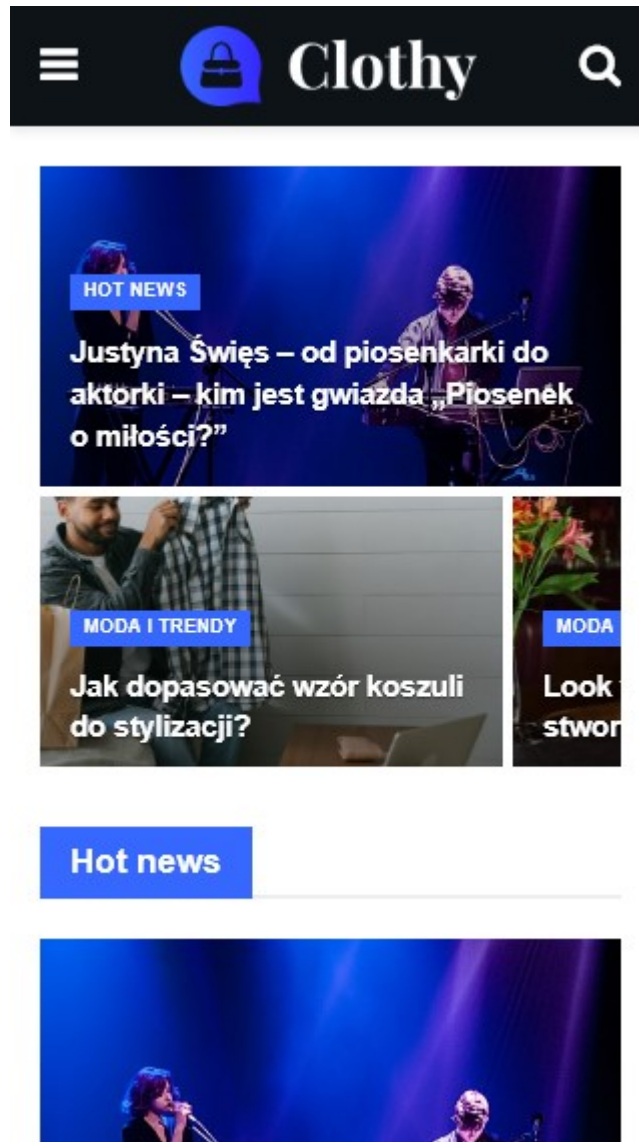 Clothy
HOT NEWS
Justyna Święs – od piosenkarki do
aktorki – kim jest gwiazda „Piosenek
o miłości?”
MODA I TRENDY
Jak dopasować wzór koszuli
do stylizacji?
MODA
Look
stwor
Hot news